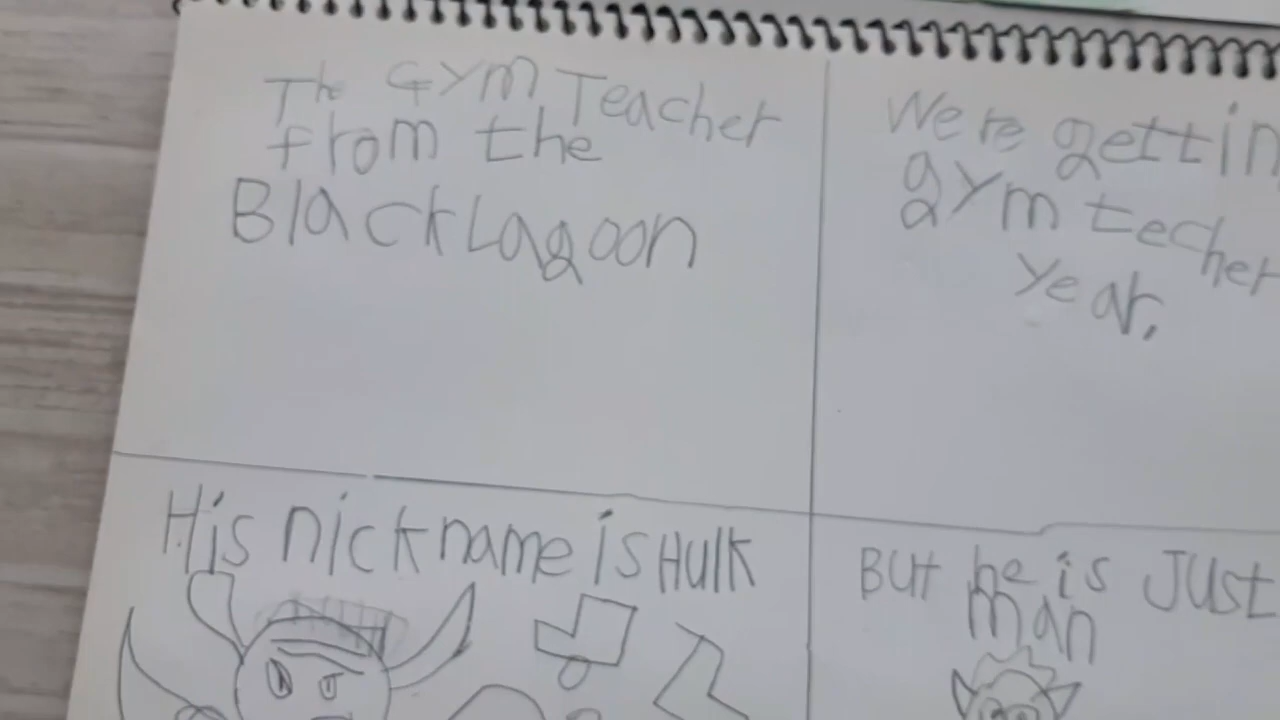 The Gym Teacher
from the
Black Lagoon
We re gettin
gym techer
year,
His nickname is Hulk
But he is Just
man